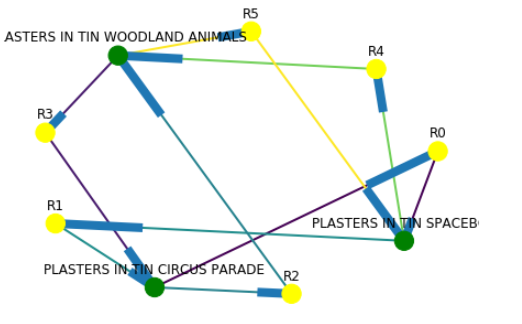 R5
ASTERS IN TIN WOODLAND ANIMALS
R4
R3
R0
R1
PLASTERS IN TIN SPACEB
PLASTERS IN TIN CIRCUS PARADE
R2